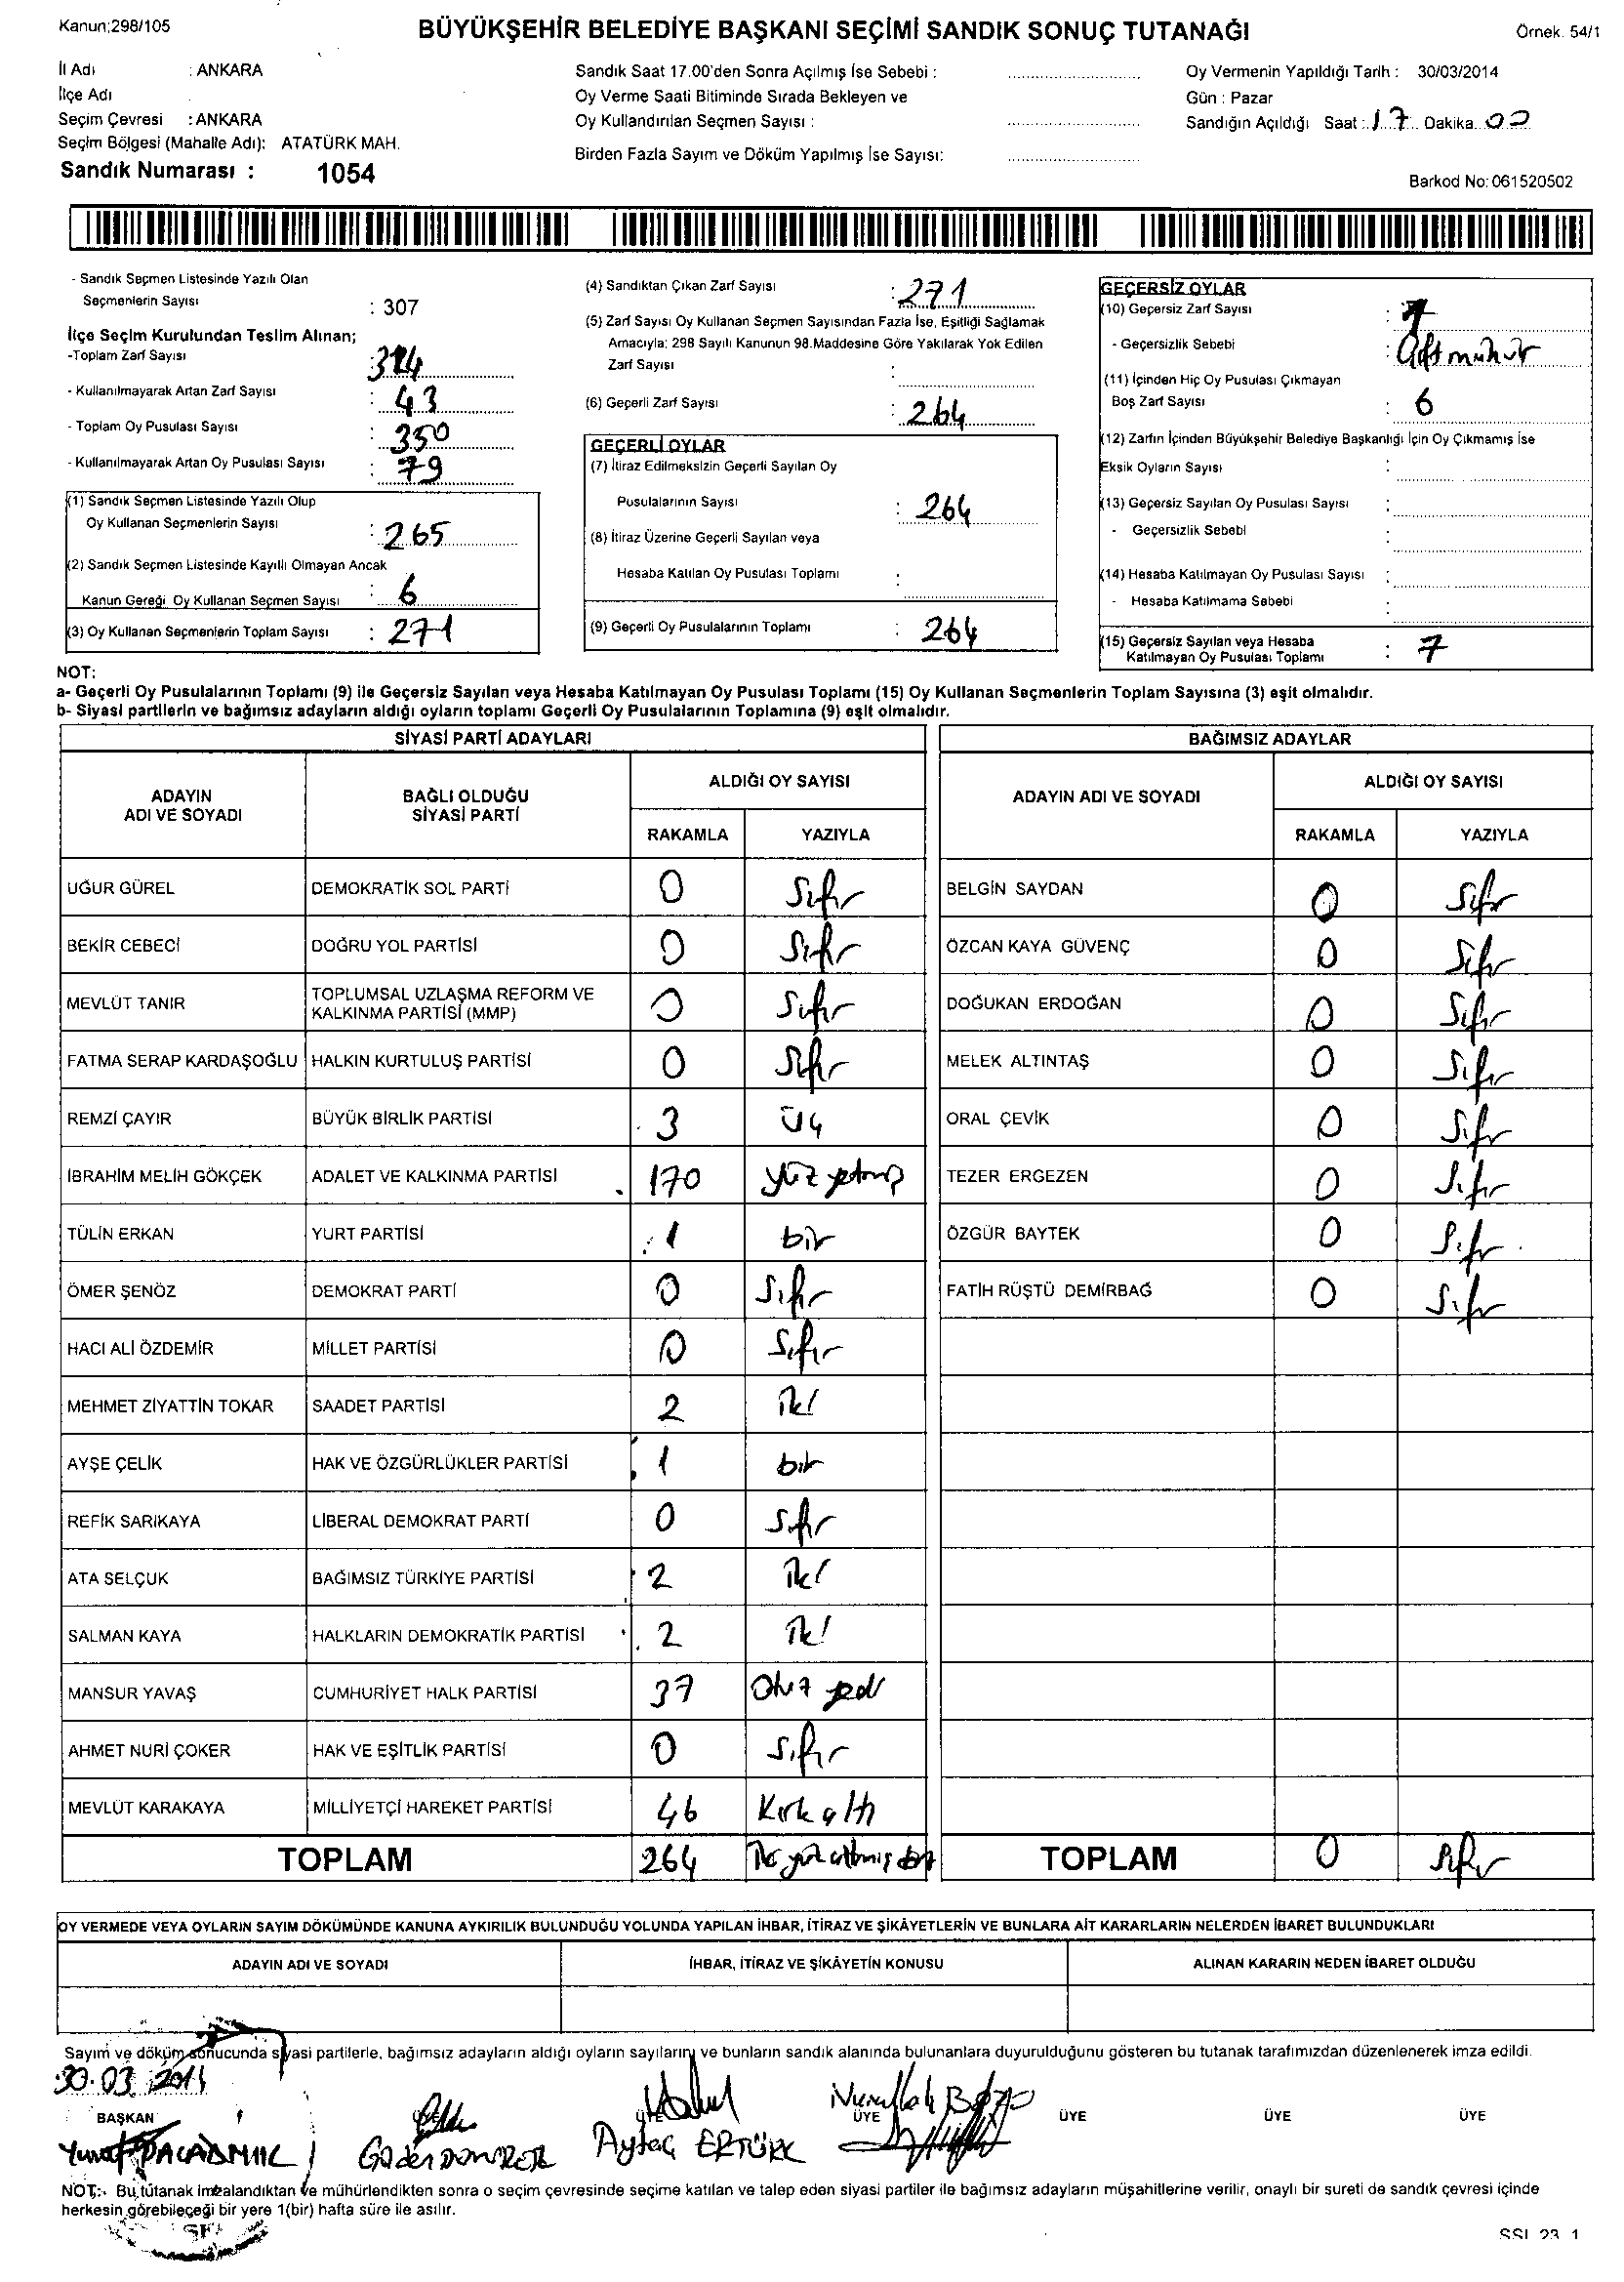 Kanun;298/105
BÜYÜKŞEHİR BELEDİYE BAŞKANI SEÇİMİ SANDIK SONUÇ TUTANAĞI
Örnek. 54/1
İl Adı : ANKARA
İlçe Adı
Seçim Çevresi : ANKARA
Seçim Bölgesi (Mahalle Adı): ATATÜRK MAH.
Sandık Numarası : 1054
Sandık Saat 17.00'den Sonra Açılmış İse Sebebi :
Oy Verme Saati Bitiminde Sırada Bekleyen ve
Oy Kullandırılan Seçmen Sayısı :
Birden Fazla Sayım ve Döküm Yapılmış İse Sayısı:
Oy Vermenin Yapıldığı Tarih : 30/03/2014
Gün : Pazar
Sandığın Açıldığı Saat : 17 Dakika 00
Barkod No: 061520502
- Sandık Seçmen Listesinde Yazılı Olan
Seçmenlerin Sayısı : 307
İlçe Seçim Kurulundan Teslim Alınan;
-Toplam Zarf Sayısı : 314
- Kullanılmayarak Artan Zarf Sayısı : 43
- Toplam Oy Pusulası Sayısı : 350
- Kullanılmayarak Artan Oy Pusulası Sayısı : 79
(1) Sandık Seçmen Listesinde Yazılı Olup
Oy Kullanan Seçmenlerin Sayısı : 265
(2) Sandık Seçmen Listesinde Kayıllı Olmayan Ancak
Kanun Gereği Oy Kullanan Seçmen Sayısı : 6
(3) Oy Kullanan Seçmenlerin Toplam Sayısı : 271
(4) Sandıktan Çıkan Zarf Sayısı : 271
(5) Zarf Sayısı Oy Kullanan Seçmen Sayısından Fazla İse, Eşitliği Sağlamak
Amacıyla; 298 Sayılı Kanunun 98.Maddesine Göre Yakılarak Yok Edilen
Zarf Sayısı :
(6) Geçerli Zarf Sayısı : 264
GEÇERLİ OYLAR
(7) İtiraz Edilmeksizin Geçerli Sayılan Oy
Pusulalarının Sayısı : 264
(8) İtiraz Üzerine Geçerli Sayılan veya
Hesaba Katılan Oy Pusulası Toplamı :
(9) Geçerli Oy Pusulalarının Toplamı : 264
GEÇERSİZ OYLAR
(10) Geçersiz Zarf Sayısı :
- Geçersizlik Sebebi :
(11) İçinden Hiç Oy Pusulası Çıkmayan
Boş Zarf Sayısı : 6
(12) Zarfın İçinden Büyükşehir Belediye Başkanlığı İçin Oy Çıkmamış İse
Eksik Oyların Sayısı :
(13) Geçersiz Sayılan Oy Pusulası Sayısı :
- Geçersizlik Sebebi :
(14) Hesaba Katılmayan Oy Pusulası Sayısı :
- Hesaba Katılmama Sebebi :
(15) Geçersiz Sayılan veya Hesaba
Katılmayan Oy Pusulası Toplamı : 7
NOT:
a- Geçerli Oy Pusulalarının Toplamı (9) ile Geçersiz Sayılan veya Hesaba Katılmayan Oy Pusulası Toplamı (15) Oy Kullanan Seçmenlerin Toplam Sayısına (3) eşit olmalıdır.
b- Siyasi partilerin ve bağımsız adayların aldığı oyların toplamı Geçerli Oy Pusulalarının Toplamına (9) eşit olmalıdır.
SİYASİ PARTİ ADAYLARI
ADAYIN
ADI VE SOYADI
BAĞLI OLDUĞU
SİYASİ PARTİ
ALDIĞI OY SAYISI
RAKAMLA YAZIYLA
UĞUR GÜREL DEMOKRATİK SOL PARTİ 0 Sıfır
BEKİR CEBECİ DOĞRU YOL PARTİSİ 0 Sıfır
MEVLÜT TANIR TOPLUMSAL UZLAŞMA REFORM VE
KALKINMA PARTİSİ (MMP) 0 Sıfır
FATMA SERAP KARDAŞOĞLU HALKIN KURTULUŞ PARTİSİ 0 Sıfır
REMZİ ÇAYIR BÜYÜK BİRLİK PARTİSİ 3 üç
İBRAHİM MELİH GÖKÇEK ADALET VE KALKINMA PARTİSİ 170 yüz yetmiş
TÜLİN ERKAN YURT PARTİSİ 1 bir
ÖMER ŞENÖZ DEMOKRAT PARTİ 0 Sıfır
HACI ALİ ÖZDEMİR MİLLET PARTİSİ 0 Sıfır
MEHMET ZİYATTİN TOKAR SAADET PARTİSİ 2 iki
AYŞE ÇELİK HAK VE ÖZGÜRLÜKLER PARTİSİ 1 bir
REFİK SARIKAYA LİBERAL DEMOKRAT PARTİ 0 sıfır
ATA SELÇUK BAĞIMSIZ TÜRKİYE PARTİSİ 2 iki
SALMAN KAYA HALKLARIN DEMOKRATİK PARTİSİ 2 iki
MANSUR YAVAŞ CUMHURİYET HALK PARTİSİ 37 Otuz yedi
AHMET NURİ ÇOKER HAK VE EŞİTLİK PARTİSİ 0 Sıfır
MEVLÜT KARAKAYA MİLLİYETÇİ HAREKET PARTİSİ 46 Kırk altı
TOPLAM 264 iki yüz altmış dört
BAĞIMSIZ ADAYLAR
ADAYIN ADI VE SOYADI
ALDIĞI OY SAYISI
RAKAMLA YAZIYLA
BELGİN SAYDAN 0 Sıfır
ÖZCAN KAYA GÜVENÇ 0 Sıfır
DOĞUKAN ERDOĞAN 0 Sıfır
MELEK ALTINTAŞ 0 Sıfır
ORAL ÇEVİK 0 Sıfır
TEZER ERGEZEN 0 Sıfır
ÖZGÜR BAYTEK 0 Sıfır
FATİH RÜŞTÜ DEMİRBAĞ 0 Sıfır
TOPLAM 0 sıfır
OY VERMEDE VEYA OYLARIN SAYIM DÖKÜMÜNDE KANUNA AYKIRILIK BULUNDUĞU YOLUNDA YAPILAN İHBAR, İTİRAZ VE ŞİKÂYETLERİN VE BUNLARA AİT KARARLARIN NELERDEN İBARET BULUNDUKLARI
ADAYIN ADI VE SOYADI İHBAR, İTİRAZ VE ŞİKÂYETİN KONUSU ALINAN KARARIN NEDEN İBARET OLDUĞU
Sayım ve döküm sonucunda siyasi partilerle, bağımsız adayların aldığı oyların sayılarını ve bunların sandık alanında bulunanlara duyurulduğunu gösteren bu tutanak tarafımızdan düzenlenerek imza edildi.
30.03.2014
BAŞKAN ÜYE ÜYE ÜYE ÜYE ÜYE
Aytaç ERTÜRK
NOT:- Bu tutanak imzalandıktan ve mühürlendikten sonra o seçim çevresinde seçime katılan ve talep eden siyasi partiler ile bağımsız adayların müşahitlerine verilir, onaylı bir sureti de sandık çevresi içinde
herkesin görebileceği bir yere 1(bir) hafta süre ile asılır.